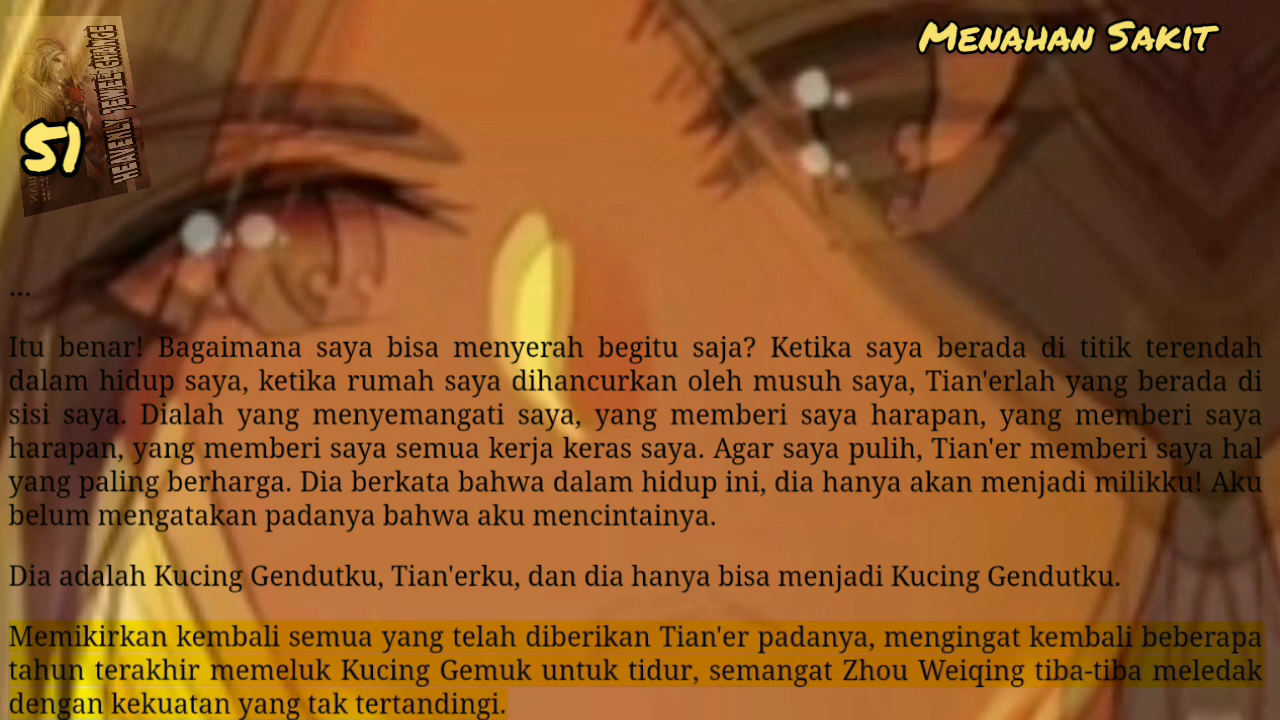 Menahan Sakit
HEAVENLY JEWEL CHANGE
51
...
Itu benar! Bagaimana saya bisa menyerah begitu saja? Ketika saya berada di titik terendah
dalam hidup saya, ketika rumah saya dihancurkan oleh musuh saya, Tian'erlah yang berada di
sisi saya. Dialah yang menyemangati saya, yang memberi saya harapan, yang memberi saya
harapan, yang memberi saya semua kerja keras saya. Agar saya pulih, Tian'er memberi saya hal
yang paling berharga. Dia berkata bahwa dalam hidup ini, dia hanya akan menjadi milikku! Aku
belum mengatakan padanya bahwa aku mencintainya.
Dia adalah Kucing Gendutku, Tian'erku, dan dia hanya bisa menjadi Kucing Gendutku.
Memikirkan kembali semua yang telah diberikan Tian'er padanya, mengingat kembali beberapa
tahun terakhir memeluk Kucing Gemuk untuk tidur, semangat Zhou Weiqing tiba-tiba meledak
dengan kekuatan yang tak tertandingi.